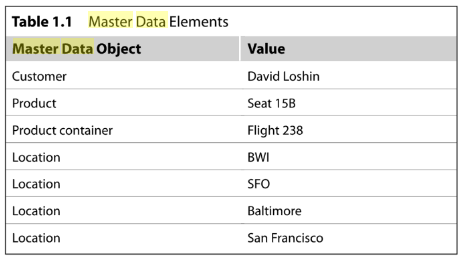 Table 1.1 Master Data Elements
Master Data Object Value
Customer David Loshin
Product Seat 15B
Product container Flight 238
Location BWI
Location SFO
Location Baltimore
Location San Francisco